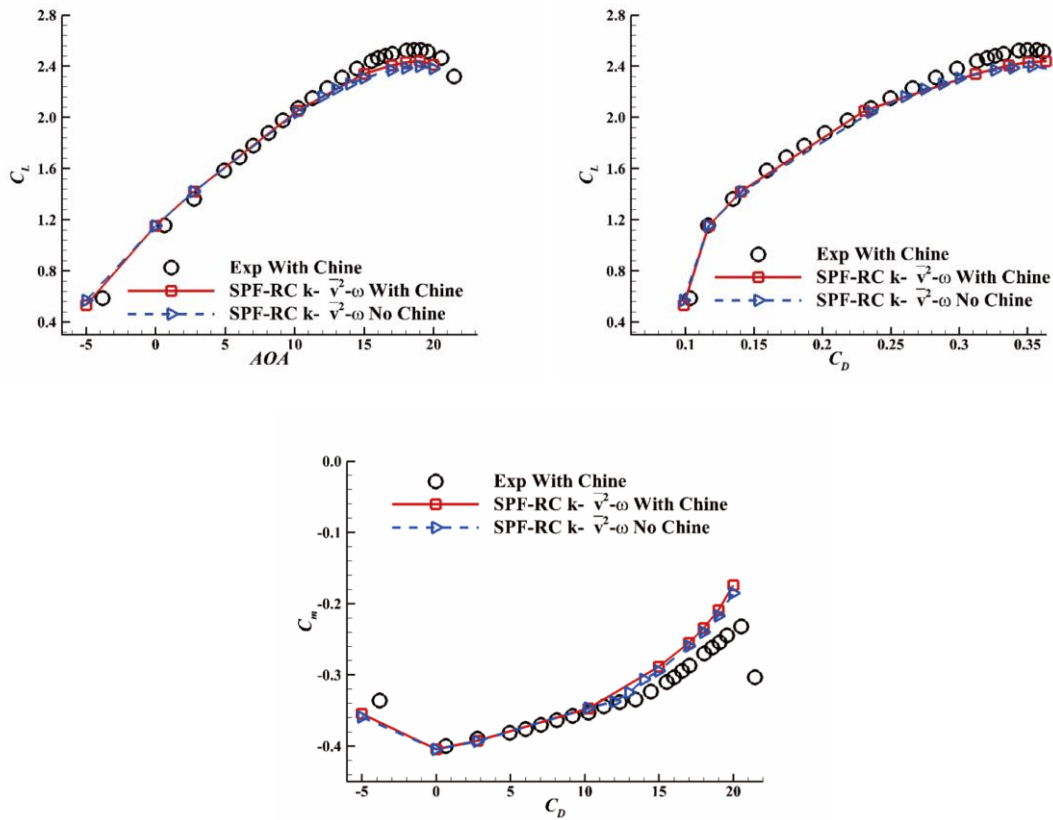 2.8
2.4
2.0
1.6
1.2
0.8
0.4
C_L
Exp With Chine
SPF-RC k- v̄²-ω With Chine
SPF-RC k- v̄²-ω No Chine
-5 0 5 10 15 20
AOA
2.8
2.4
2.0
1.6
1.2
0.8
0.4
C_L
Exp With Chine
SPF-RC k- v̄²-ω With Chine
SPF-RC k- v̄²-ω No Chine
0.1 0.15 0.2 0.25 0.3 0.35
C_D
0.0
-0.1
-0.2
-0.3
-0.4
C_m
Exp With Chine
SPF-RC k- v̄²-ω With Chine
SPF-RC k- v̄²-ω No Chine
-5 0 5 10 15 20
C_D